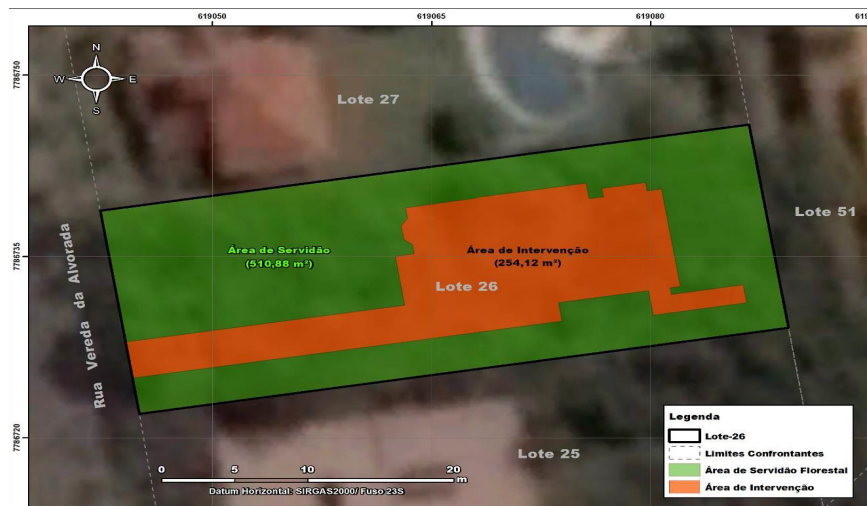 619050
619065
619080
7786750
7786735
7786720
N
W
E
S
Lote 27
Lote 51
Rua Vereda da Alvorada
Área de Servidão
(510,88 m²)
Área de Intervenção
(254,12 m²)
Lote 26
Lote 25
0 5 10 20
m
Datum Horizontal: SIRGAS2000/ Fuso 23S
Legenda
Lote-26
Limites Confrontantes
Área de Servidão Florestal
Área de Intervenção